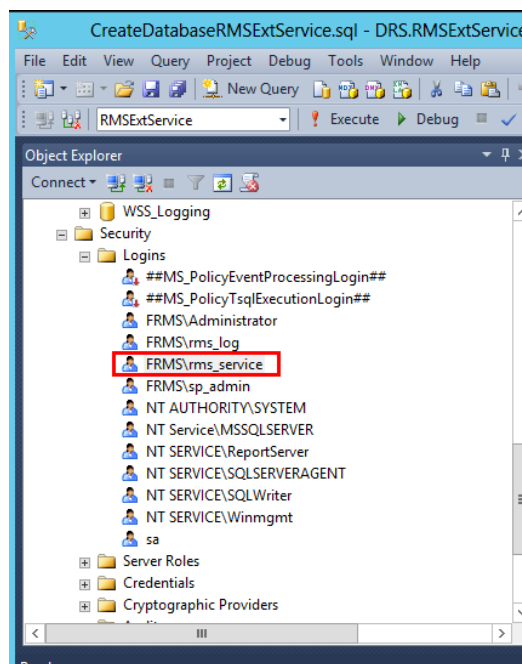 CreateDatabaseRMSExtService.sql - DRS.RMSExtService
File Edit View Query Project Debug Tools Window Help
New Query
RMSExtService Execute Debug
Object Explorer
Connect
WSS_Logging
Security
Logins
##MS_PolicyEventProcessingLogin##
##MS_PolicyTsqlExecutionLogin##
FRMS\Administrator
FRMS\rms_log
FRMS\rms_service
FRMS\sp_admin
NT AUTHORITY\SYSTEM
NT Service\MSSQLSERVER
NT SERVICE\ReportServer
NT SERVICE\SQLSERVERAGENT
NT SERVICE\SQLWriter
NT SERVICE\Winmgmt
sa
Server Roles
Credentials
Cryptographic Providers